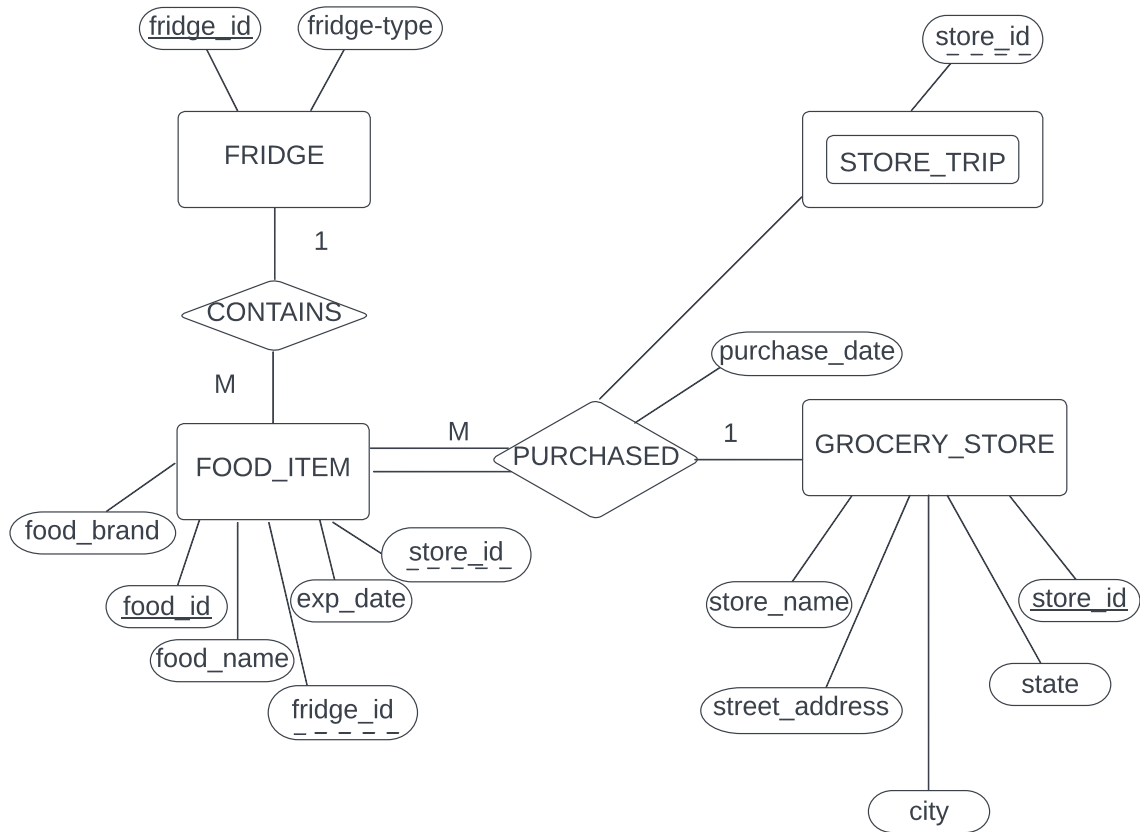 fridge_id
fridge-type
store_id
FRIDGE
STORE_TRIP
1
CONTAINS
purchase_date
M
M
1
PURCHASED
GROCERY_STORE
FOOD_ITEM
food_brand
store_id
exp_date
food_id
food_name
fridge_id
store_name
store_id
state
street_address
city